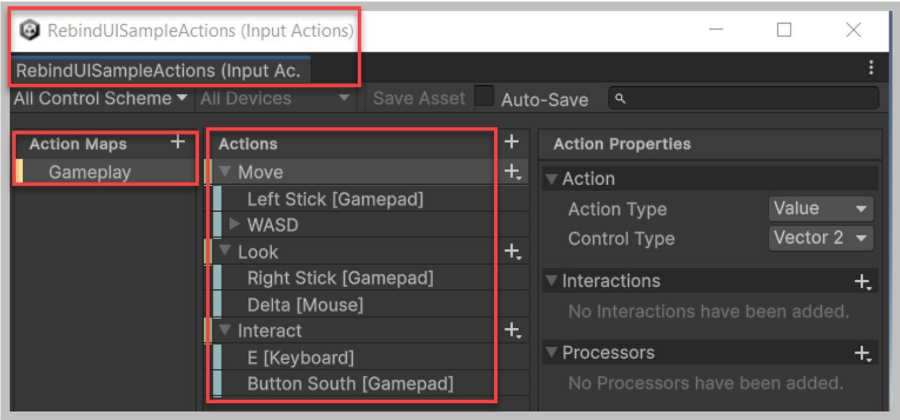 RebindUISampleActions (Input Actions)
RebindUISampleActions (Input Ac.
All Control Scheme All Devices Save Asset Auto-Save
Action Maps
Gameplay
Actions
Move
Left Stick [Gamepad]
WASD
Look
Right Stick [Gamepad]
Delta [Mouse]
Interact
E [Keyboard]
Button South [Gamepad]
Action Properties
Action
Action Type Value
Control Type Vector 2
Interactions
No Interactions have been added.
Processors
No Processors have been added.